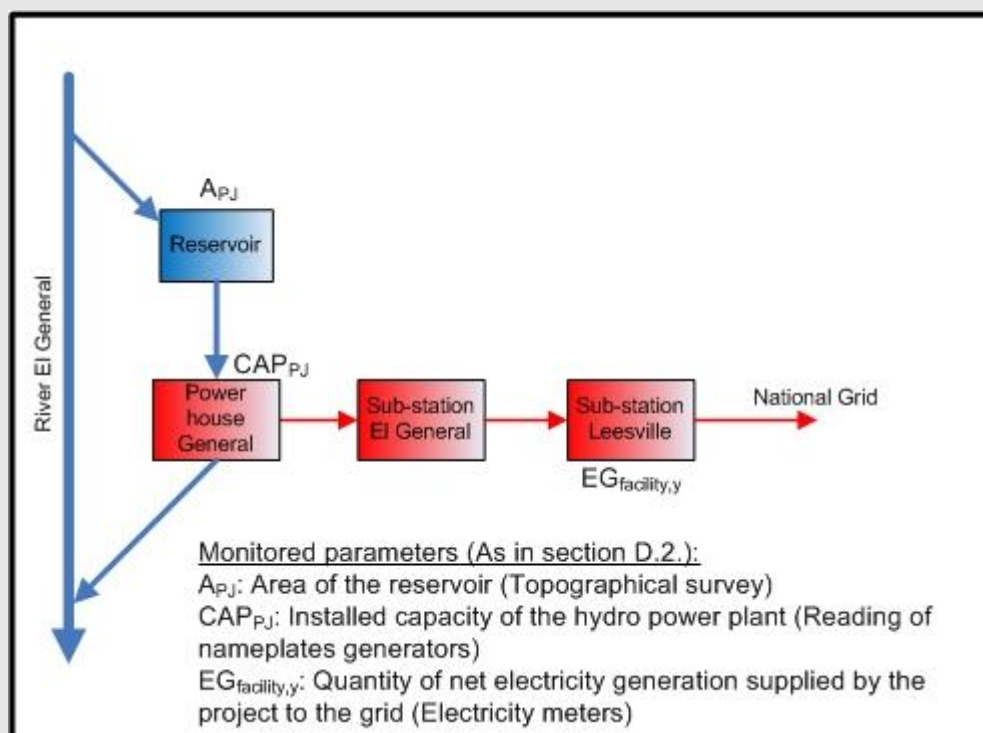 A_PJ
Reservoir
River El General
CAP_PJ
Power
house
General
Sub-station
El General
Sub-station
Leesville
National Grid
EG_facility,y
Monitored parameters (As in section D.2.):
A_PJ: Area of the reservoir (Topographical survey)
CAP_PJ: Installed capacity of the hydro power plant (Reading of
nameplates generators)
EG_facility,y: Quantity of net electricity generation supplied by the
project to the grid (Electricity meters)